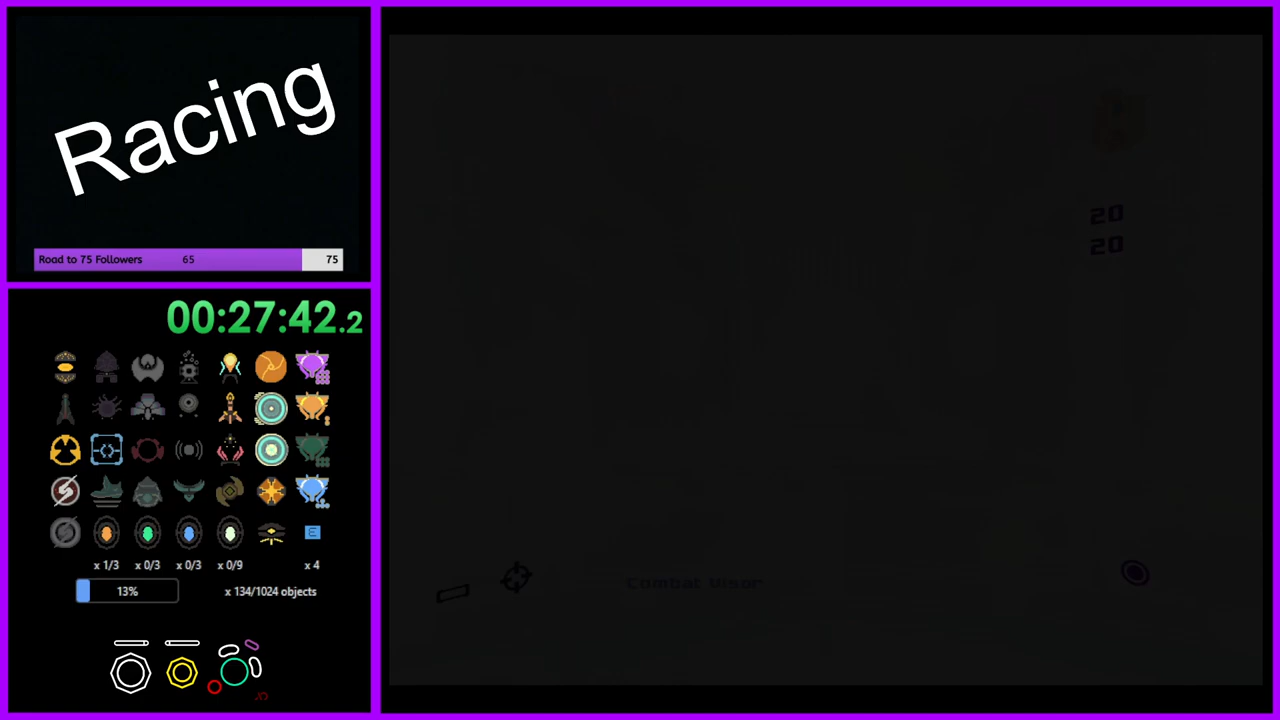 Racing
Road to 75 Followers 65 75
00:27:42.2
x 1/3 x 0/3 x 0/3 x 0/9 x 4
13% x 134/1024 objects
20
20
Combat Visor